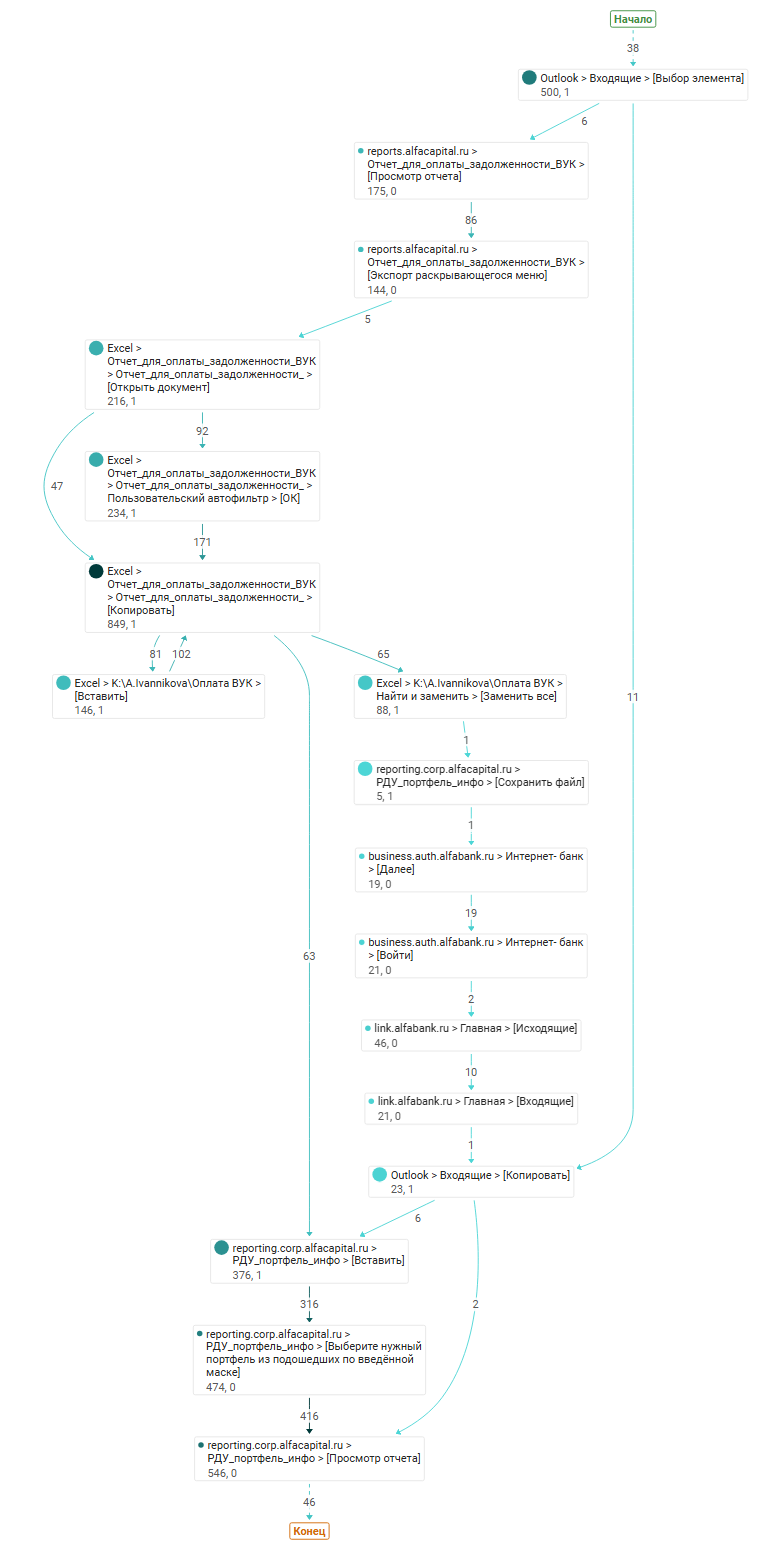 Начало
38
Outlook > Входящие > [Выбор элемента]
500, 1
6
reports.alfacapital.ru >
Отчет_для_оплаты_задолженности_ВУК >
[Просмотр отчета]
175, 0
86
reports.alfacapital.ru >
Отчет_для_оплаты_задолженности_ВУК >
[Экспорт раскрывающегося меню]
144, 0
5
Excel >
Отчет_для_оплаты_задолженности_ВУК
> Отчет_для_оплаты_задолженности_ >
[Открыть документ]
216, 1
92
47
Excel >
Отчет_для_оплаты_задолженности_ВУК
> Отчет_для_оплаты_задолженности_ >
Пользовательский автофильтр > [ОК]
234, 1
171
Excel >
Отчет_для_оплаты_задолженности_ВУК
> Отчет_для_оплаты_задолженности_ >
[Копировать]
849, 1
81 102
65
Excel > K:\A.Ivannikova\Оплата ВУК >
[Вставить]
146, 1
Excel > K:\A.Ivannikova\Оплата ВУК >
Найти и заменить > [Заменить все]
88, 1
11
1
reporting.corp.alfacapital.ru >
РДУ_портфель_инфо > [Сохранить файл]
5, 1
1
business.auth.alfabank.ru > Интернет- банк
> [Далее]
19, 0
19
business.auth.alfabank.ru > Интернет- банк
> [Войти]
21, 0
63
2
link.alfabank.ru > Главная > [Исходящие]
46, 0
10
link.alfabank.ru > Главная > [Входящие]
21, 0
1
Outlook > Входящие > [Копировать]
23, 1
6
reporting.corp.alfacapital.ru >
РДУ_портфель_инфо > [Вставить]
376, 1
316
2
reporting.corp.alfacapital.ru >
РДУ_портфель_инфо > [Выберите нужный
портфель из подошедших по введённой
маске]
474, 0
416
reporting.corp.alfacapital.ru >
РДУ_портфель_инфо > [Просмотр отчета]
546, 0
46
Конец